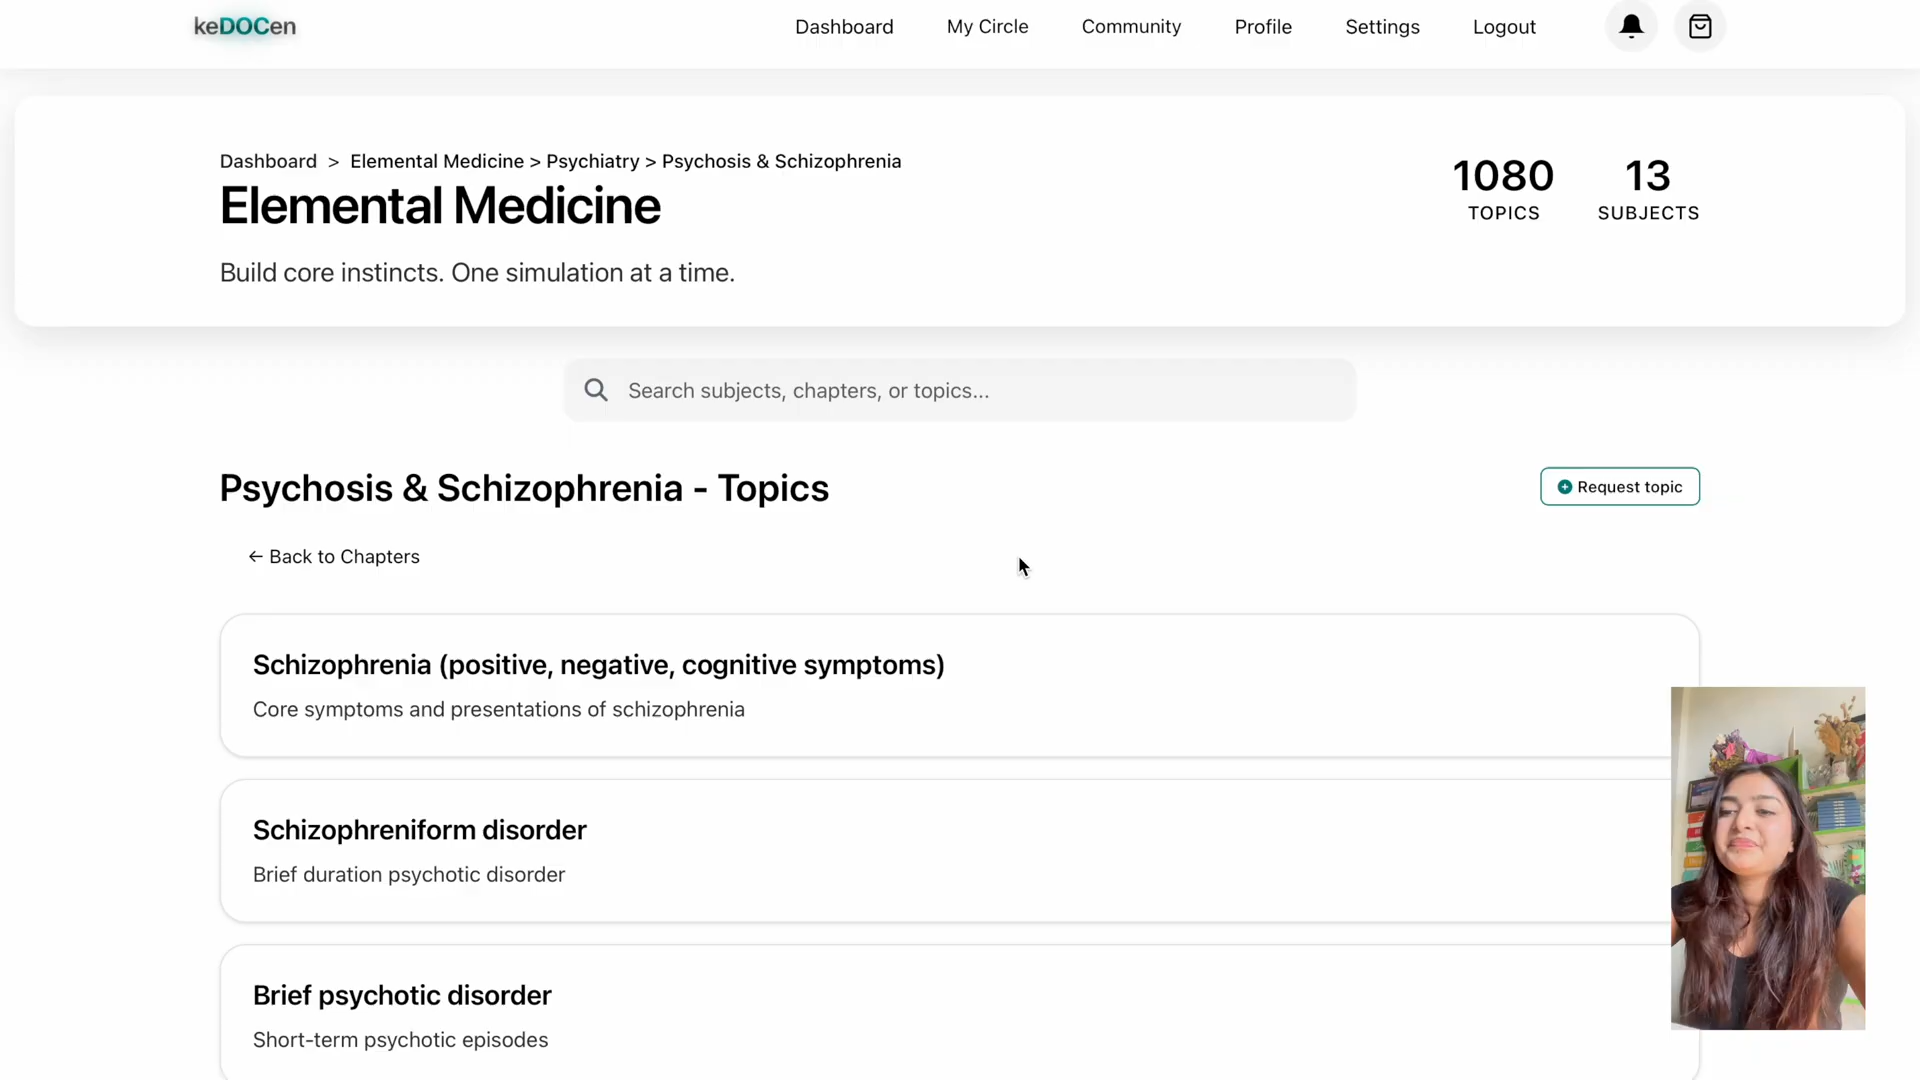 keDOCen
Dashboard My Circle Community Profile Settings Logout
Dashboard > Elemental Medicine > Psychiatry > Psychosis & Schizophrenia
Elemental Medicine
Build core instincts. One simulation at a time.
1080 13
TOPICS SUBJECTS
Search subjects, chapters, or topics...
Psychosis & Schizophrenia - Topics
Request topic
← Back to Chapters
Schizophrenia (positive, negative, cognitive symptoms)
Core symptoms and presentations of schizophrenia
Schizophreniform disorder
Brief duration psychotic disorder
Brief psychotic disorder
Short-term psychotic episodes